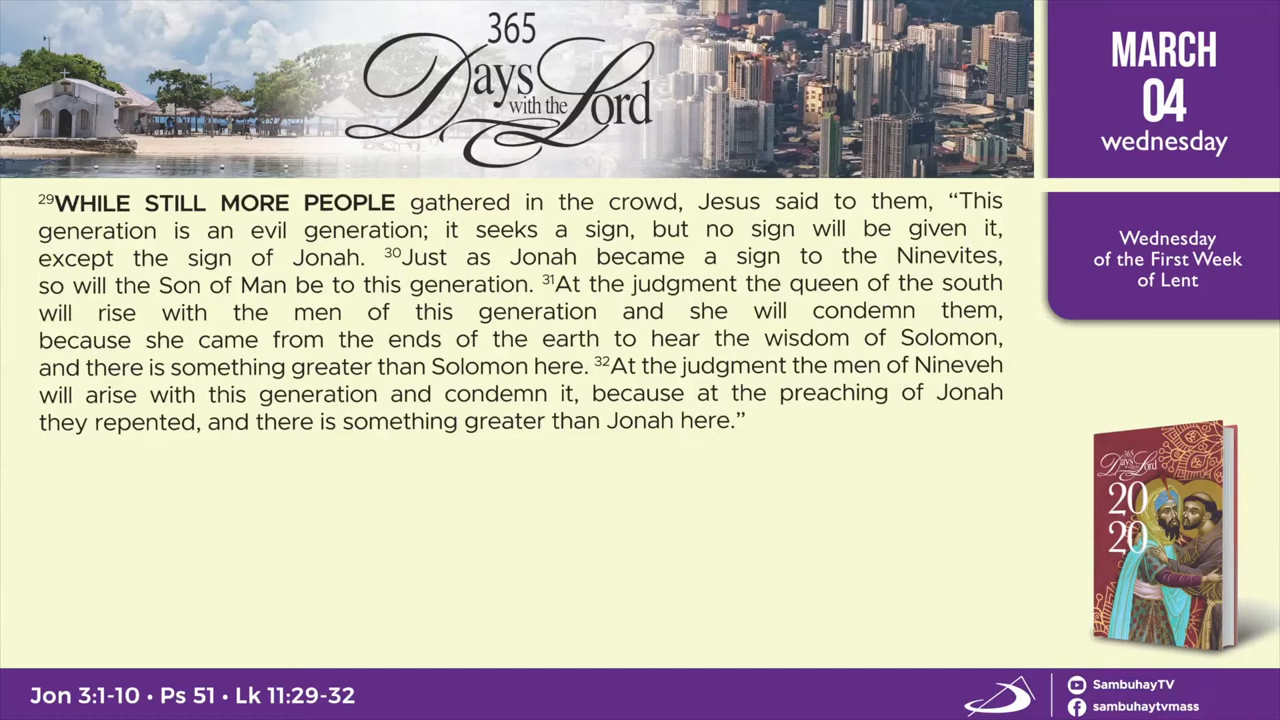 365
Days with the Lord
MARCH
04
wednesday
Wednesday
of the First Week
of Lent
29WHILE STILL MORE PEOPLE gathered in the crowd, Jesus said to them, “This
generation is an evil generation; it seeks a sign, but no sign will be given it,
except the sign of Jonah. 30Just as Jonah became a sign to the Ninevites,
so will the Son of Man be to this generation. 31At the judgment the queen of the south
will rise with the men of this generation and she will condemn them,
because she came from the ends of the earth to hear the wisdom of Solomon,
and there is something greater than Solomon here. 32At the judgment the men of Nineveh
will arise with this generation and condemn it, because at the preaching of Jonah
they repented, and there is something greater than Jonah here.”
365
Days with the Lord
20
20
Jon 3:1-10 • Ps 51 • Lk 11:29-32
SambuhayTV
sambuhaytvmass